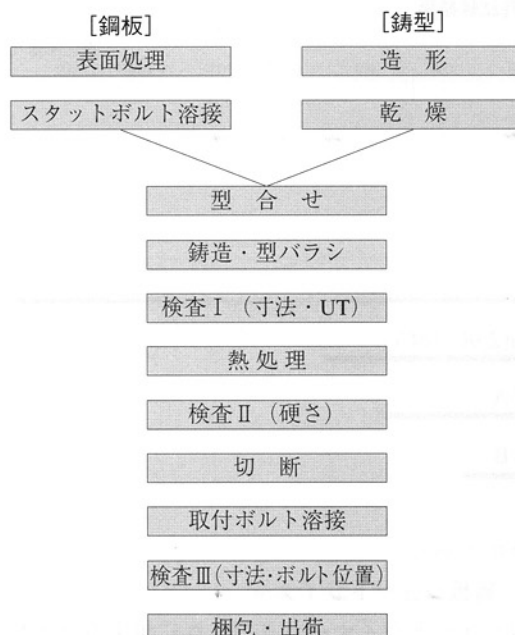 [鋼板]
[鋳型]
表面処理
造　形
スタットボルト溶接
乾　燥
型　合　せ
鋳造・型バラシ
検査Ⅰ（寸法・UT）
熱 処 理
検査Ⅱ（硬さ）
切　断
取付ボルト溶接
検査Ⅲ(寸法・ボルト位置)
梱包・出荷